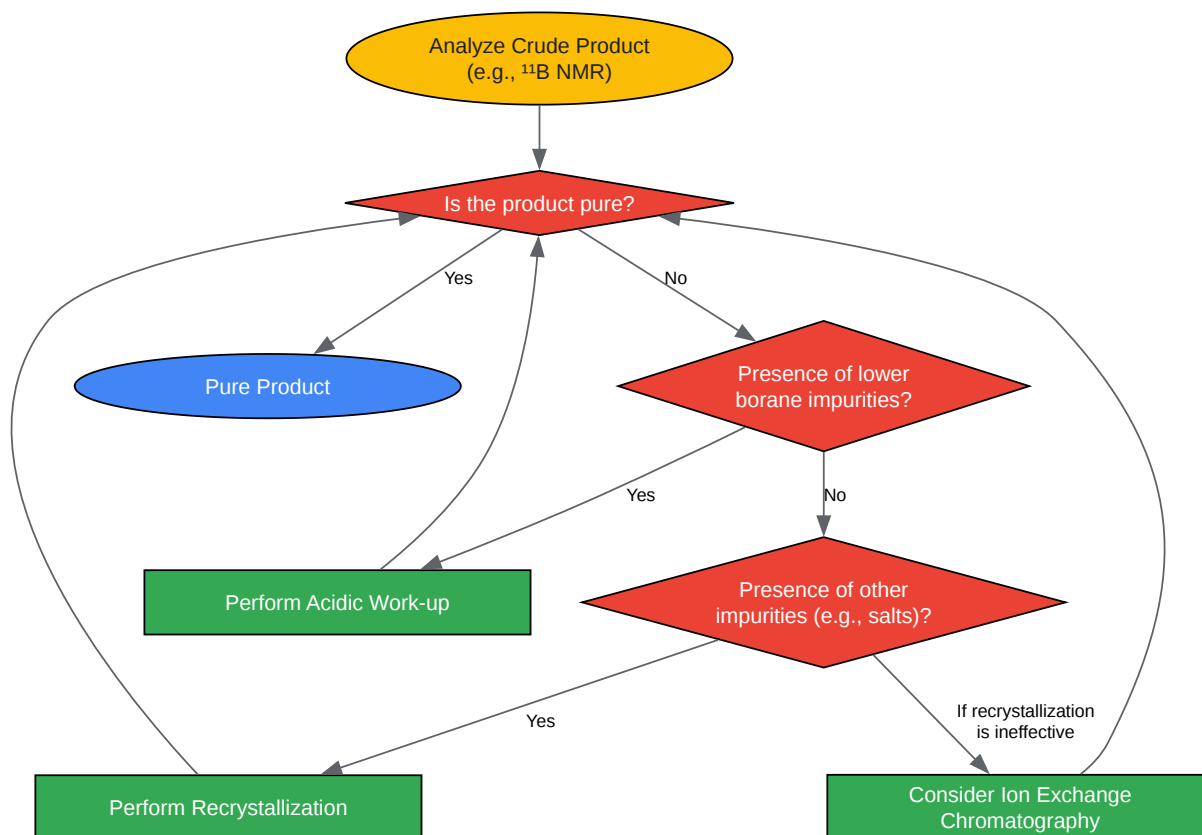 Analyze Crude Product
(e.g., ¹¹B NMR)
Is the product pure?
Yes
No
Pure Product
Presence of lower
borane impurities?
Yes
No
Perform Acidic Work-up
Presence of other
impurities (e.g., salts)?
Yes
If recrystallization
is ineffective
Perform Recrystallization
Consider Ion Exchange
Chromatography